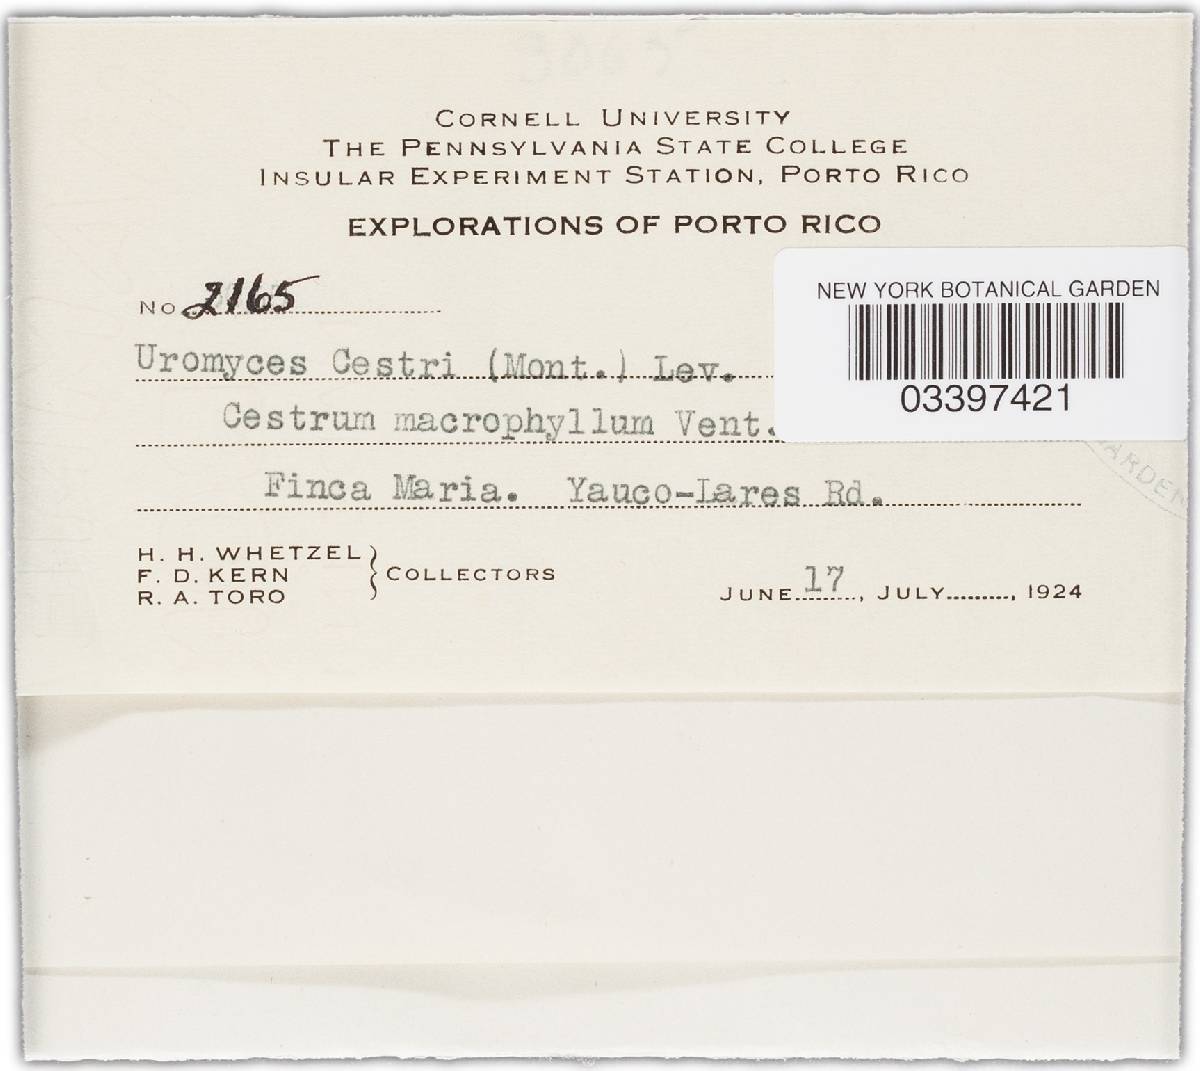 CORNELL UNIVERSITY
THE PENNSYLVANIA STATE COLLEGE
INSULAR EXPERIMENT STATION, PORTO RICO
EXPLORATIONS OF PORTO RICO
No 2165
NEW YORK BOTANICAL GARDEN
03397421
Uromyces Cestri (Mont.) Lev.
Cestrum macrophyllum Vent.
ARDEN
Finca Maria. Yauco-Lares Rd.
H. H. WHETZEL
F. D. KERN } COLLECTORS
R. A. TORO
JUNE 17, JULY........., 1924